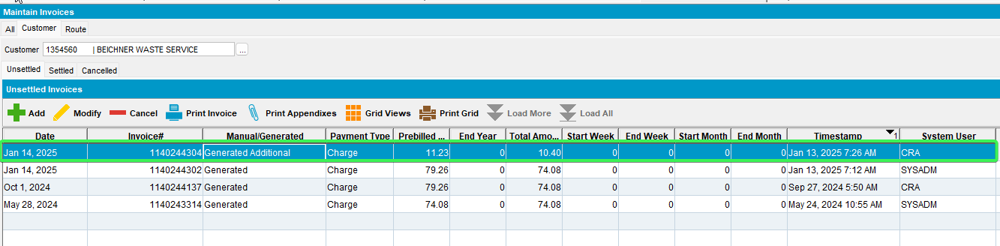 Maintain Invoices
All Customer Route
Customer 1354560 | BEICHNER WASTE SERVICE ...
Unsettled Settled Cancelled
Unsettled Invoices
Add Modify Cancel Print Invoice Print Appendixes Grid Views Print Grid Load More Load All
Date Invoice# Manual/Generated Payment Type Prebilled ... End Year Total Amo... Start Week End Week Start Month End Month Timestamp 1 System User
Jan 14, 2025 1140244304 Generated Additional Charge 11.23 0 10.40 0 0 0 0 Jan 13, 2025 7:26 AM CRA
Jan 14, 2025 1140244302 Generated Charge 79.26 0 74.08 0 0 0 0 Jan 13, 2025 7:12 AM SYSADM
Oct 1, 2024 1140244137 Generated Charge 79.26 0 74.08 0 0 0 0 Sep 27, 2024 5:50 AM CRA
May 28, 2024 1140243314 Generated Charge 74.08 0 74.08 0 0 0 0 May 24, 2024 10:55 AM SYSADM